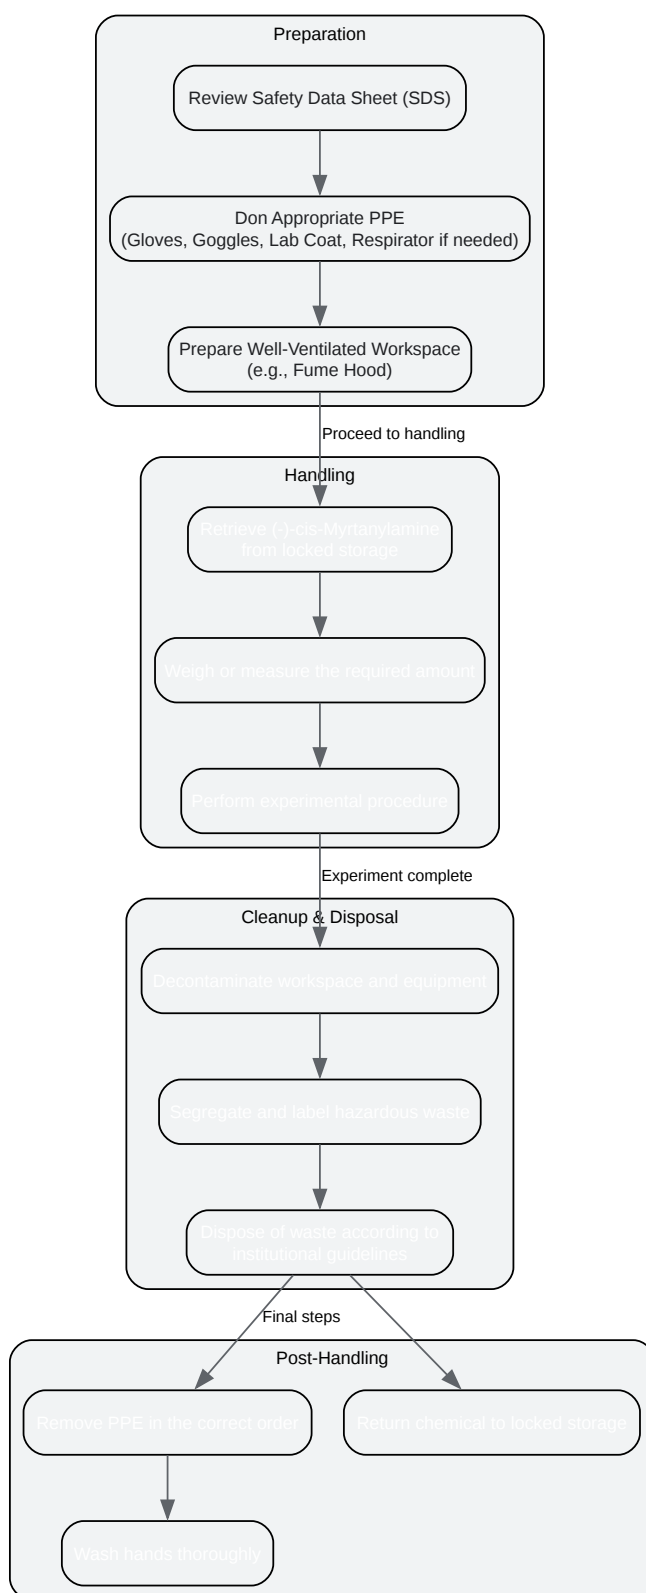 Preparation
Review Safety Data Sheet (SDS)
Don Appropriate PPE
(Gloves, Goggles, Lab Coat, Respirator if needed)
Prepare Well-Ventilated Workspace
(e.g., Fume Hood)
Proceed to handling
Handling
Retrieve (-)-cis-Myrtanylamine
from locked storage
Weigh or measure the required amount
Perform experimental procedure
Experiment complete
Cleanup & Disposal
Decontaminate workspace and equipment
Segregate and label hazardous waste
Dispose of waste according to
institutional guidelines
Final steps
Post-Handling
Remove PPE in the correct order
Return chemical to locked storage
Wash hands thoroughly